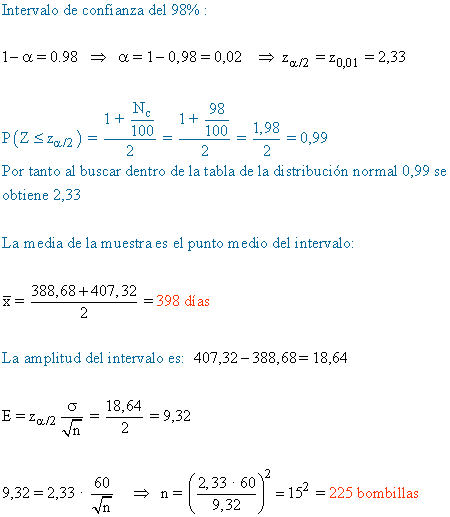 Intervalo de confianza del 98% :
1− α = 0.98 ⇒ α = 1 − 0,98 = 0,02 ⇒ z_{α/2} = z_{0,01} = 2,33
P(Z ≤ z_{α/2}) = (1 + N_c/100)/2 = (1 + 98/100)/2 = 1,98/2 = 0,99
Por tanto al buscar dentro de la tabla de la distribución normal 0,99 se
obtiene 2,33
La media de la muestra es el punto medio del intervalo:
x̅ = (388,68 + 407,32)/2 = 398 días
La amplitud del intervalo es: 407,32 − 388,68 = 18,64
E = z_{α/2} σ/√n = 18,64/2 = 9,32
9,32 = 2,33 · 60/√n ⇒ n = (2,33 · 60/9,32)² = 15² = 225 bombillas